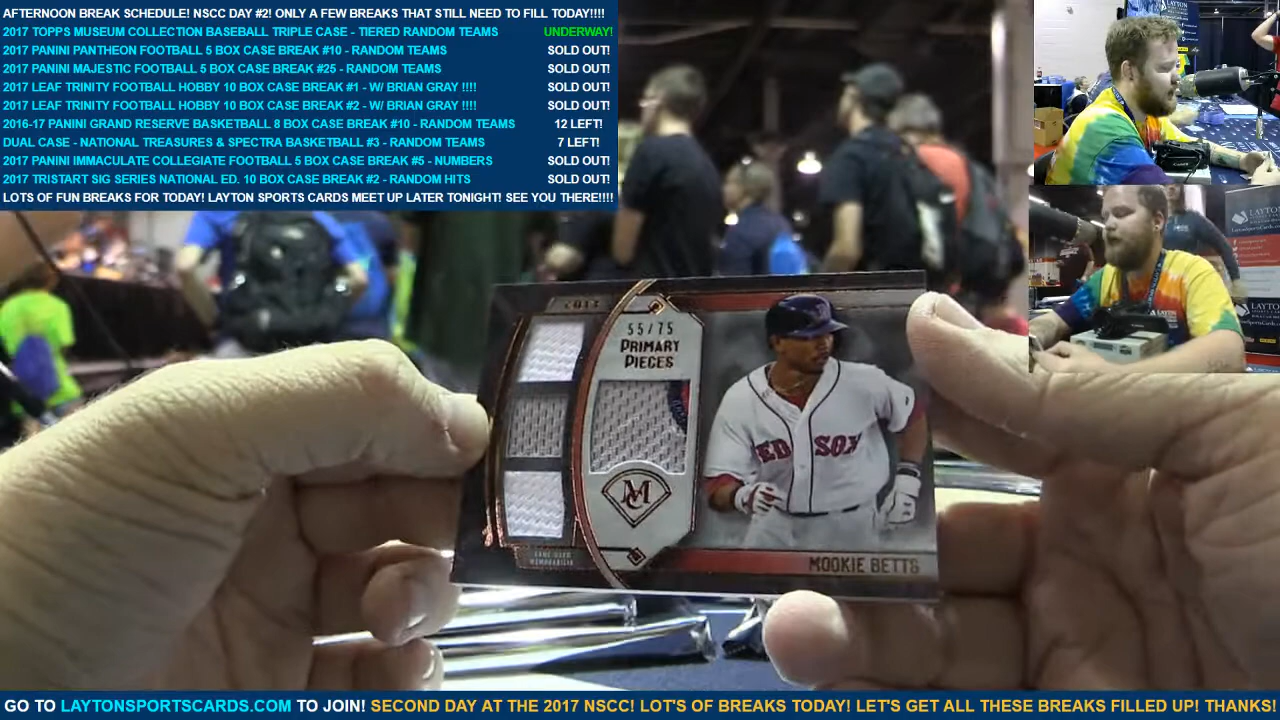 AFTERNOON BREAK SCHEDULE! NSCC DAY #2! ONLY A FEW BREAKS THAT STILL NEED TO FILL TODAY!!!!
2017 TOPPS MUSEUM COLLECTION BASEBALL TRIPLE CASE - TIERED RANDOM TEAMS UNDERWAY!
2017 PANINI PANTHEON FOOTBALL 5 BOX CASE BREAK #10 - RANDOM TEAMS SOLD OUT!
2017 PANINI MAJESTIC FOOTBALL 5 BOX CASE BREAK #25 - RANDOM TEAMS SOLD OUT!
2017 LEAF TRINITY FOOTBALL HOBBY 10 BOX CASE BREAK #1 - W/ BRIAN GRAY !!!! SOLD OUT!
2017 LEAF TRINITY FOOTBALL HOBBY 10 BOX CASE BREAK #2 - W/ BRIAN GRAY !!!! SOLD OUT!
2016-17 PANINI GRAND RESERVE BASKETBALL 8 BOX CASE BREAK #10 - RANDOM TEAMS 12 LEFT!
DUAL CASE - NATIONAL TREASURES & SPECTRA BASKETBALL #3 - RANDOM TEAMS 7 LEFT!
2017 PANINI IMMACULATE COLLEGIATE FOOTBALL 5 BOX CASE BREAK #5 - NUMBERS SOLD OUT!
2017 TRISTART SIG SERIES NATIONAL ED. 10 BOX CASE BREAK #2 - RANDOM HITS SOLD OUT!
LOTS OF FUN BREAKS FOR TODAY! LAYTON SPORTS CARDS MEET UP LATER TONIGHT! SEE YOU THERE!!!!
LAYTON
LAYTON
55/75
PRIMARY
PIECES
MC
RED SOX
MOOKIE BETTS
GO TO LAYTONSPORTSCARDS.COM TO JOIN! SECOND DAY AT THE 2017 NSCC! LOT'S OF BREAKS TODAY! LET'S GET ALL THESE BREAKS FILLED UP! THANKS!